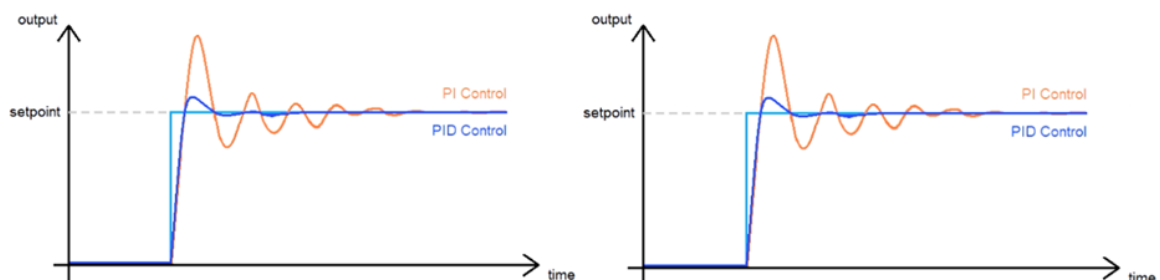 output
setpoint
PI Control
PID Control
time
output
setpoint
PI Control
PID Control
time